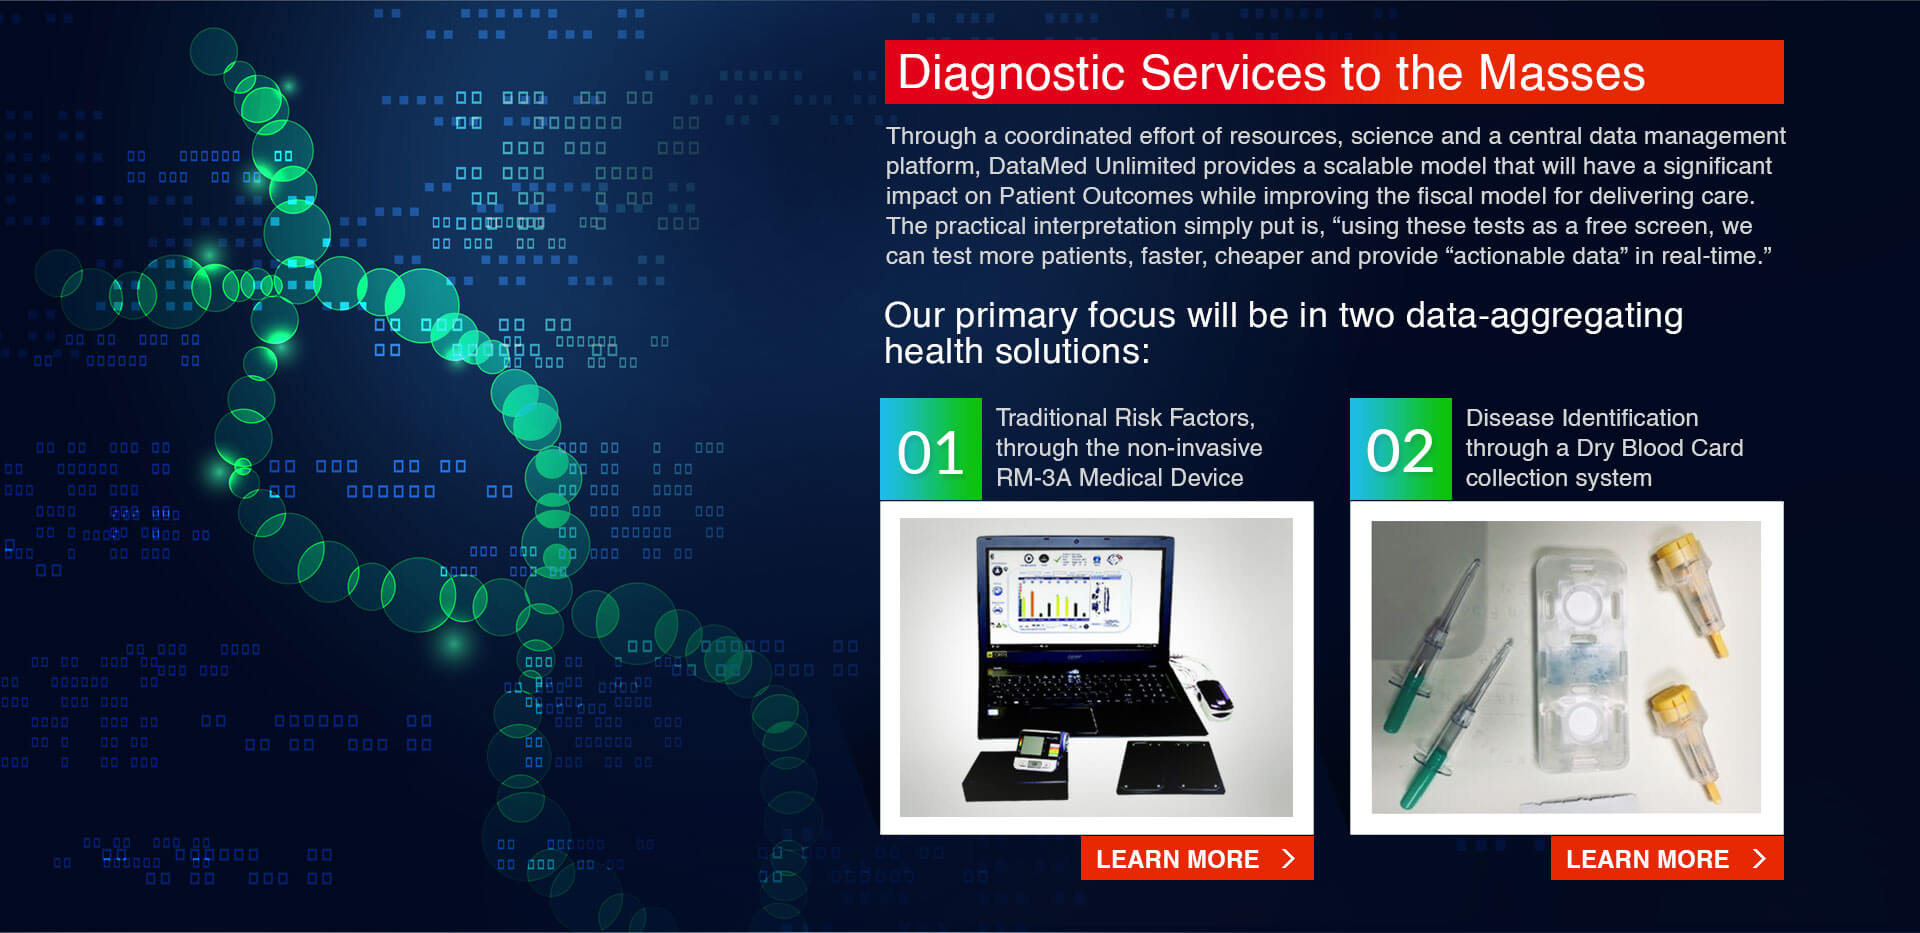 Diagnostic Services to the Masses
Through a coordinated effort of resources, science and a central data management
platform, DataMed Unlimited provides a scalable model that will have a significant
impact on Patient Outcomes while improving the fiscal model for delivering care.
The practical interpretation simply put is, “using these tests as a free screen, we
can test more patients, faster, cheaper and provide “actionable data” in real-time.”
Our primary focus will be in two data-aggregating
health solutions:
01
Traditional Risk Factors,
through the non-invasive
RM-3A Medical Device
02
Disease Identification
through a Dry Blood Card
collection system
LEARN MORE
LEARN MORE